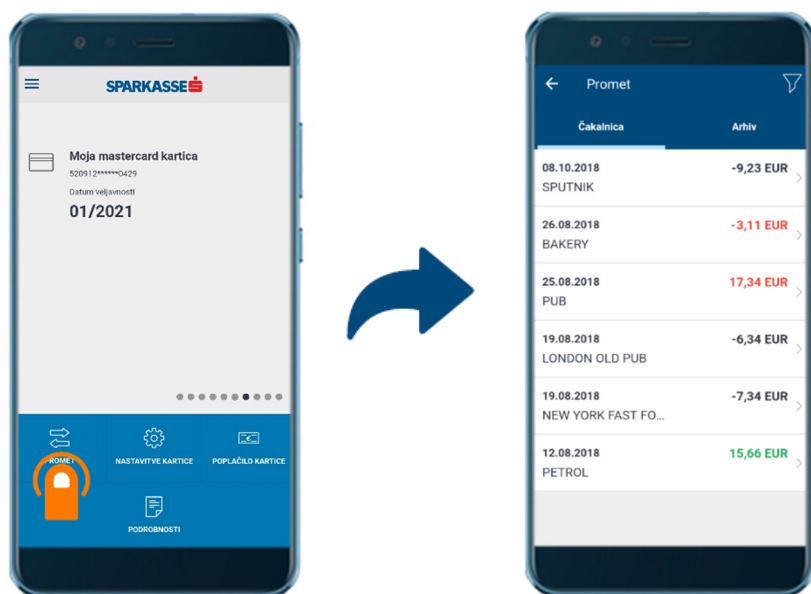 SPARKASSE
Moja mastercard kartica
520912******0429
Datum veljavnosti
01/2021
ROMET
NASTAVITVE KARTICE
POPLAČILO KARTICE
PODROBNOSTI
Promet
Čakalnica
Arhiv
08.10.2018
-9,23 EUR
SPUTNIK
26.08.2018
-3,11 EUR
BAKERY
25.08.2018
17,34 EUR
PUB
19.08.2018
-6,34 EUR
LONDON OLD PUB
19.08.2018
-7,34 EUR
NEW YORK FAST FO...
12.08.2018
15,66 EUR
PETROL